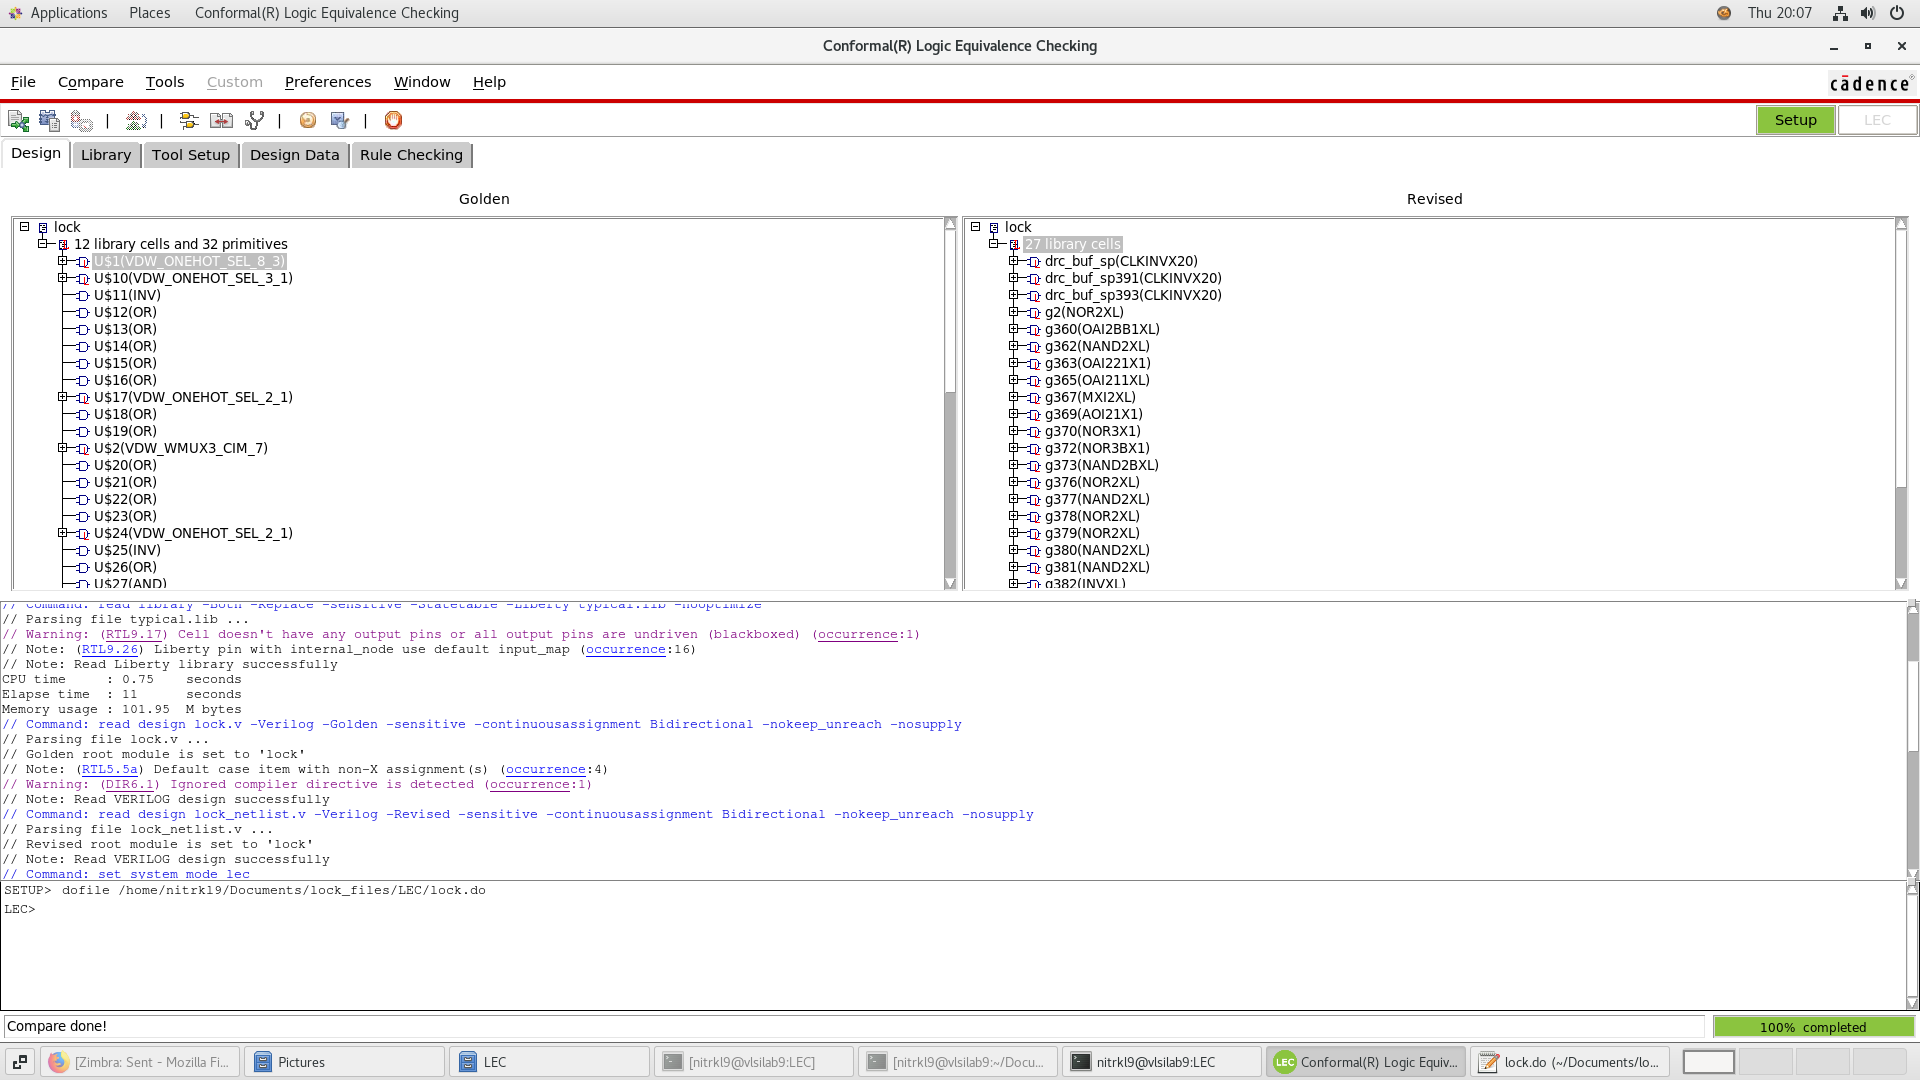 Applications Places Conformal(R) Logic Equivalence Checking Thu 20:07
Conformal(R) Logic Equivalence Checking
File Compare Tools Custom Preferences Window Help cādence®
Setup LEC
Design Library Tool Setup Design Data Rule Checking
Golden Revised
lock
12 library cells and 32 primitives
U$1(VDW_ONEHOT_SEL_8_3)
U$10(VDW_ONEHOT_SEL_3_1)
U$11(INV)
U$12(OR)
U$13(OR)
U$14(OR)
U$15(OR)
U$16(OR)
U$17(VDW_ONEHOT_SEL_2_1)
U$18(OR)
U$19(OR)
U$2(VDW_WMUX3_CIM_7)
U$20(OR)
U$21(OR)
U$22(OR)
U$23(OR)
U$24(VDW_ONEHOT_SEL_2_1)
U$25(INV)
U$26(OR)
U$27(AND)
lock
27 library cells
drc_buf_sp(CLKINVX20)
drc_buf_sp391(CLKINVX20)
drc_buf_sp393(CLKINVX20)
g2(NOR2XL)
g360(OAI2BB1XL)
g362(NAND2XL)
g363(OAI221X1)
g365(OAI211XL)
g367(MXI2XL)
g369(AOI21X1)
g370(NOR3X1)
g372(NOR3BX1)
g373(NAND2BXL)
g376(NOR2XL)
g377(NAND2XL)
g378(NOR2XL)
g379(NOR2XL)
g380(NAND2XL)
g381(NAND2XL)
g382(INVXL)
// Command: read library -Both -Replace -sensitive -Statetable -Liberty typical.lib -nooptimize
// Parsing file typical.lib ...
// Warning: (RTL9.17) Cell doesn't have any output pins or all output pins are undriven (blackboxed) (occurrence:1)
// Note: (RTL9.26) Liberty pin with internal_node use default input_map (occurrence:16)
// Note: Read Liberty library successfully
CPU time : 0.75 seconds
Elapse time : 11 seconds
Memory usage : 101.95 M bytes
// Command: read design lock.v -Verilog -Golden -sensitive -continuousassignment Bidirectional -nokeep_unreach -nosupply
// Parsing file lock.v ...
// Golden root module is set to 'lock'
// Note: (RTL5.5a) Default case item with non-X assignment(s) (occurrence:4)
// Warning: (DIR6.1) Ignored compiler directive is detected (occurrence:1)
// Note: Read VERILOG design successfully
// Command: read design lock_netlist.v -Verilog -Revised -sensitive -continuousassignment Bidirectional -nokeep_unreach -nosupply
// Parsing file lock_netlist.v ...
// Revised root module is set to 'lock'
// Note: Read VERILOG design successfully
// Command: set system mode lec
SETUP> dofile /home/nitrkl9/Documents/lock_files/LEC/lock.do
LEC>
Compare done! 100% completed
[Zimbra: Sent - Mozilla Fi... Pictures LEC [nitrkl9@vlsilab9:LEC] [nitrkl9@vlsilab9:~/Docu... nitrkl9@vlsilab9:LEC LEC Conformal(R) Logic Equiv... lock.do (~/Documents/lo...